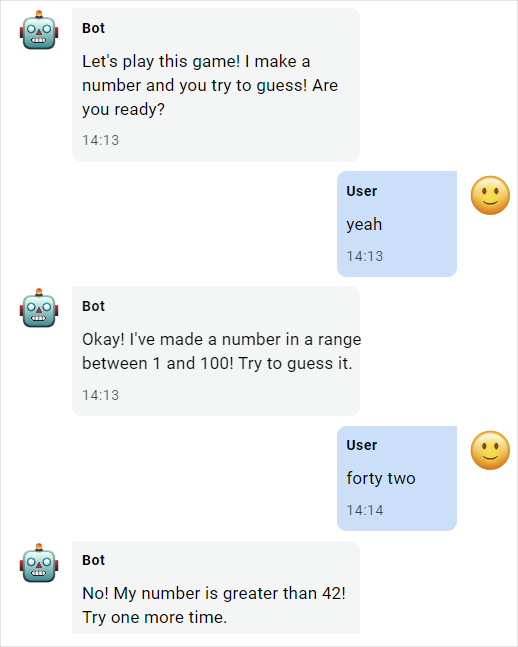 Bot
Let's play this game! I make a
number and you try to guess! Are
you ready?
14:13
User
yeah
14:13
Bot
Okay! I've made a number in a range
between 1 and 100! Try to guess it.
14:13
User
forty two
14:14
Bot
No! My number is greater than 42!
Try one more time.